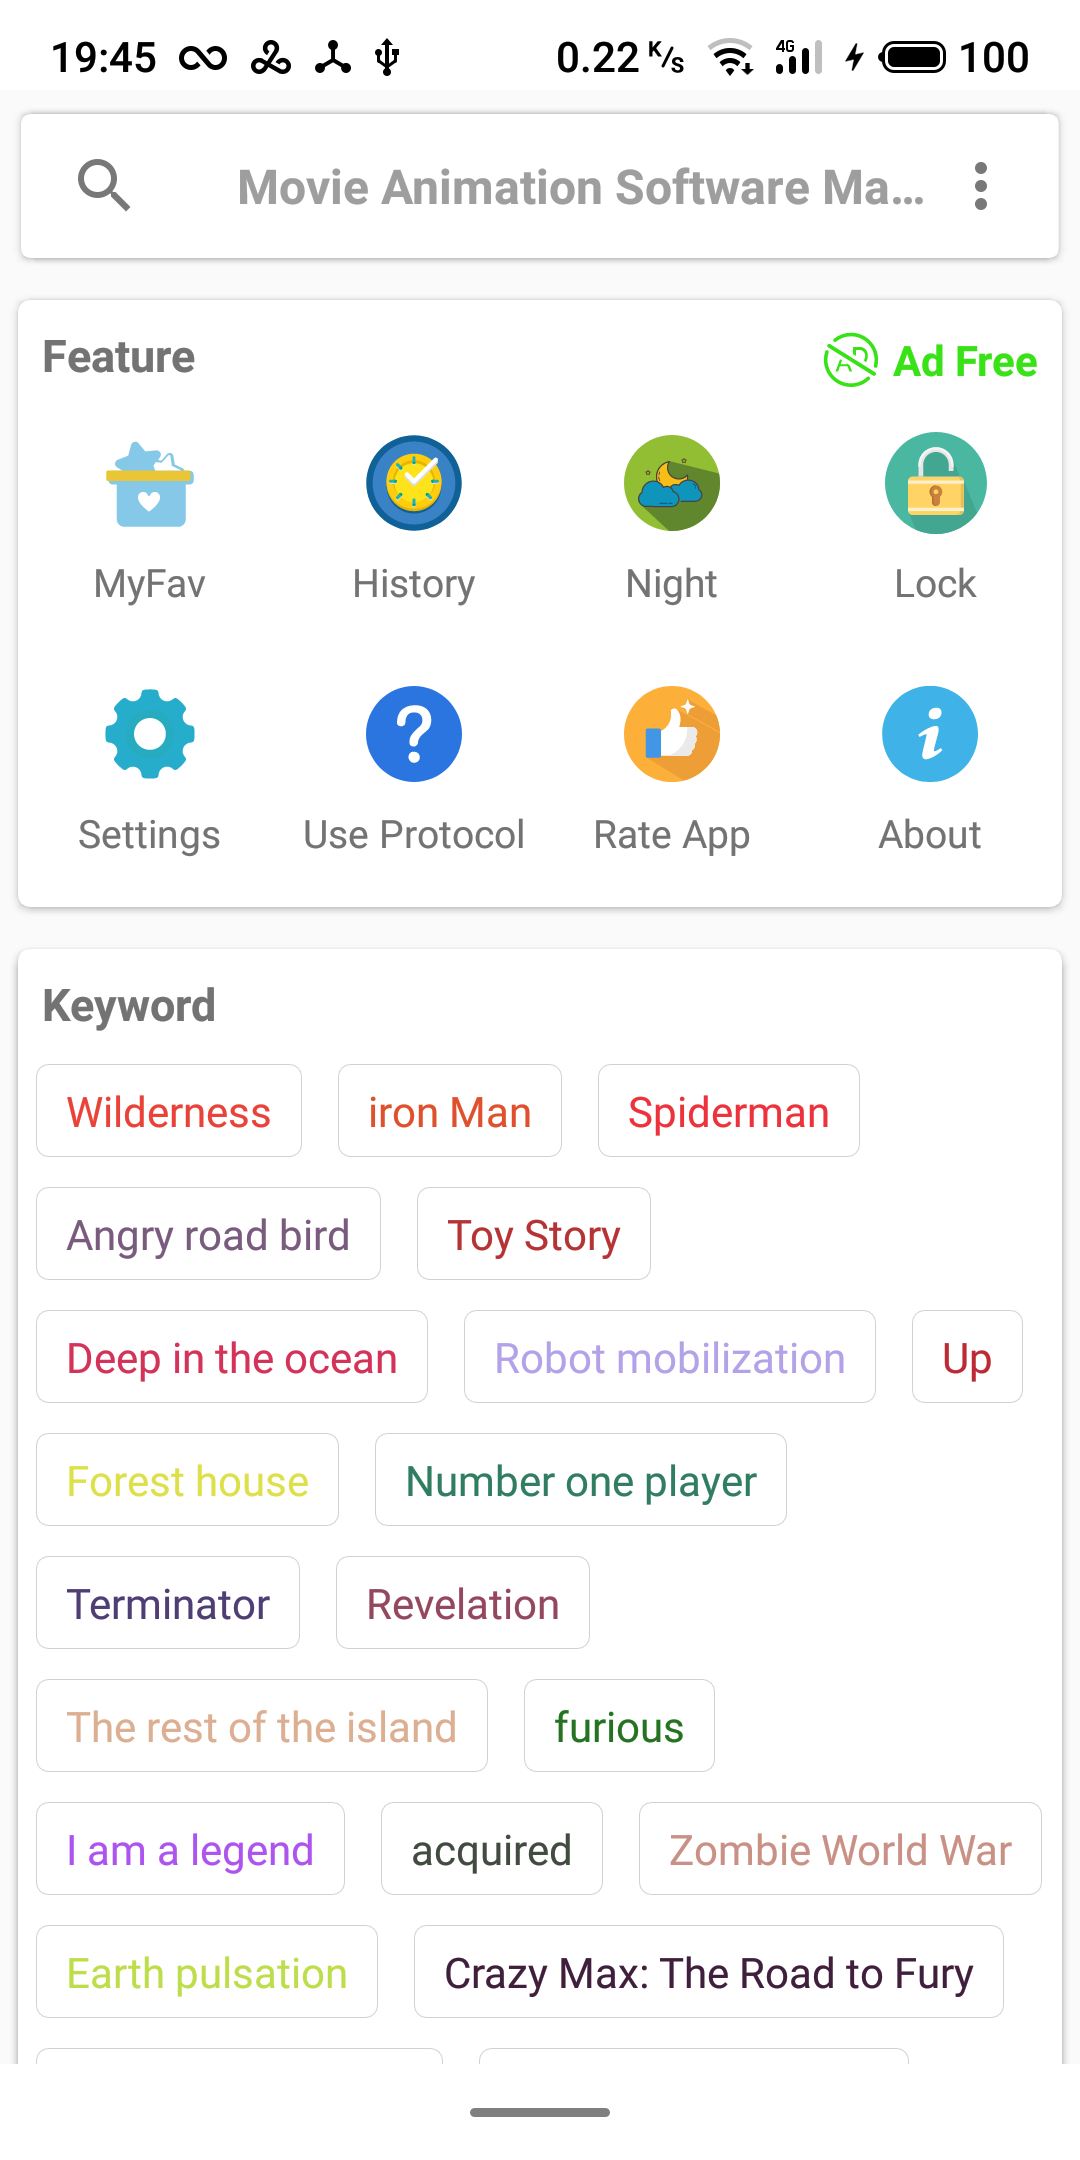 19:45 0.22 K/s 4G 100
Movie Animation Software Ma...
Feature
Ad Free
MyFav History Night Lock
Settings Use Protocol Rate App About
Keyword
Wilderness iron Man Spiderman
Angry road bird Toy Story
Deep in the ocean Robot mobilization Up
Forest house Number one player
Terminator Revelation
The rest of the island furious
I am a legend acquired Zombie World War
Earth pulsation Crazy Max: The Road to Fury